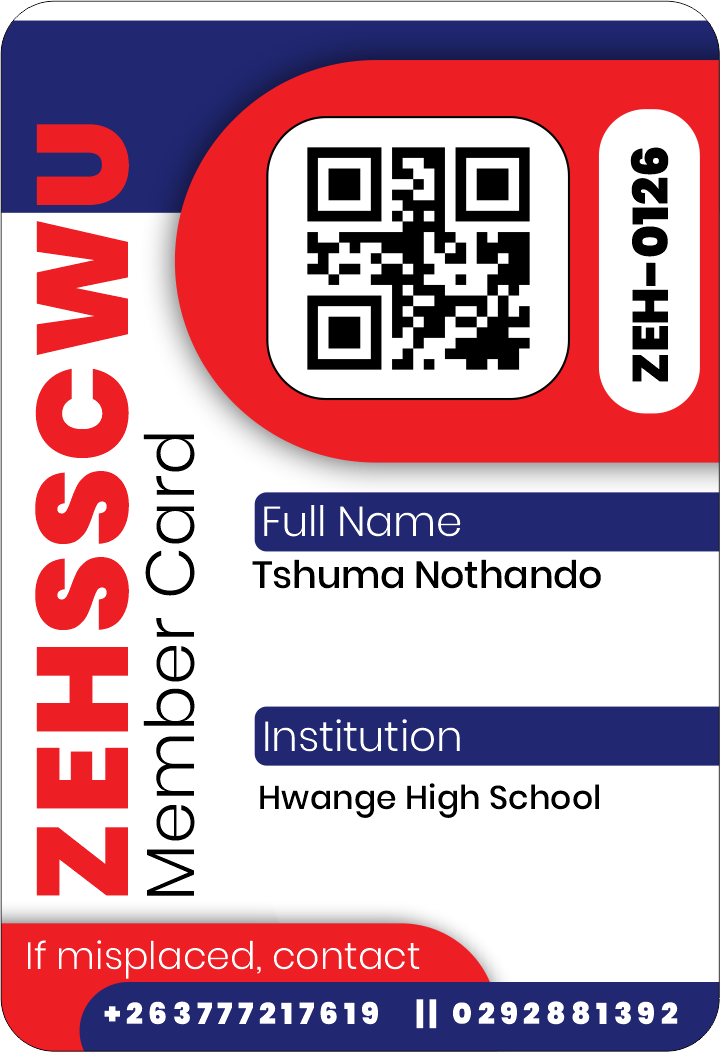 ZEHSSCWU
Member Card
ZEH-0126
Full Name
Tshuma Nothando
Institution
Hwange High School
If misplaced, contact
+263777217619 || 0292881392